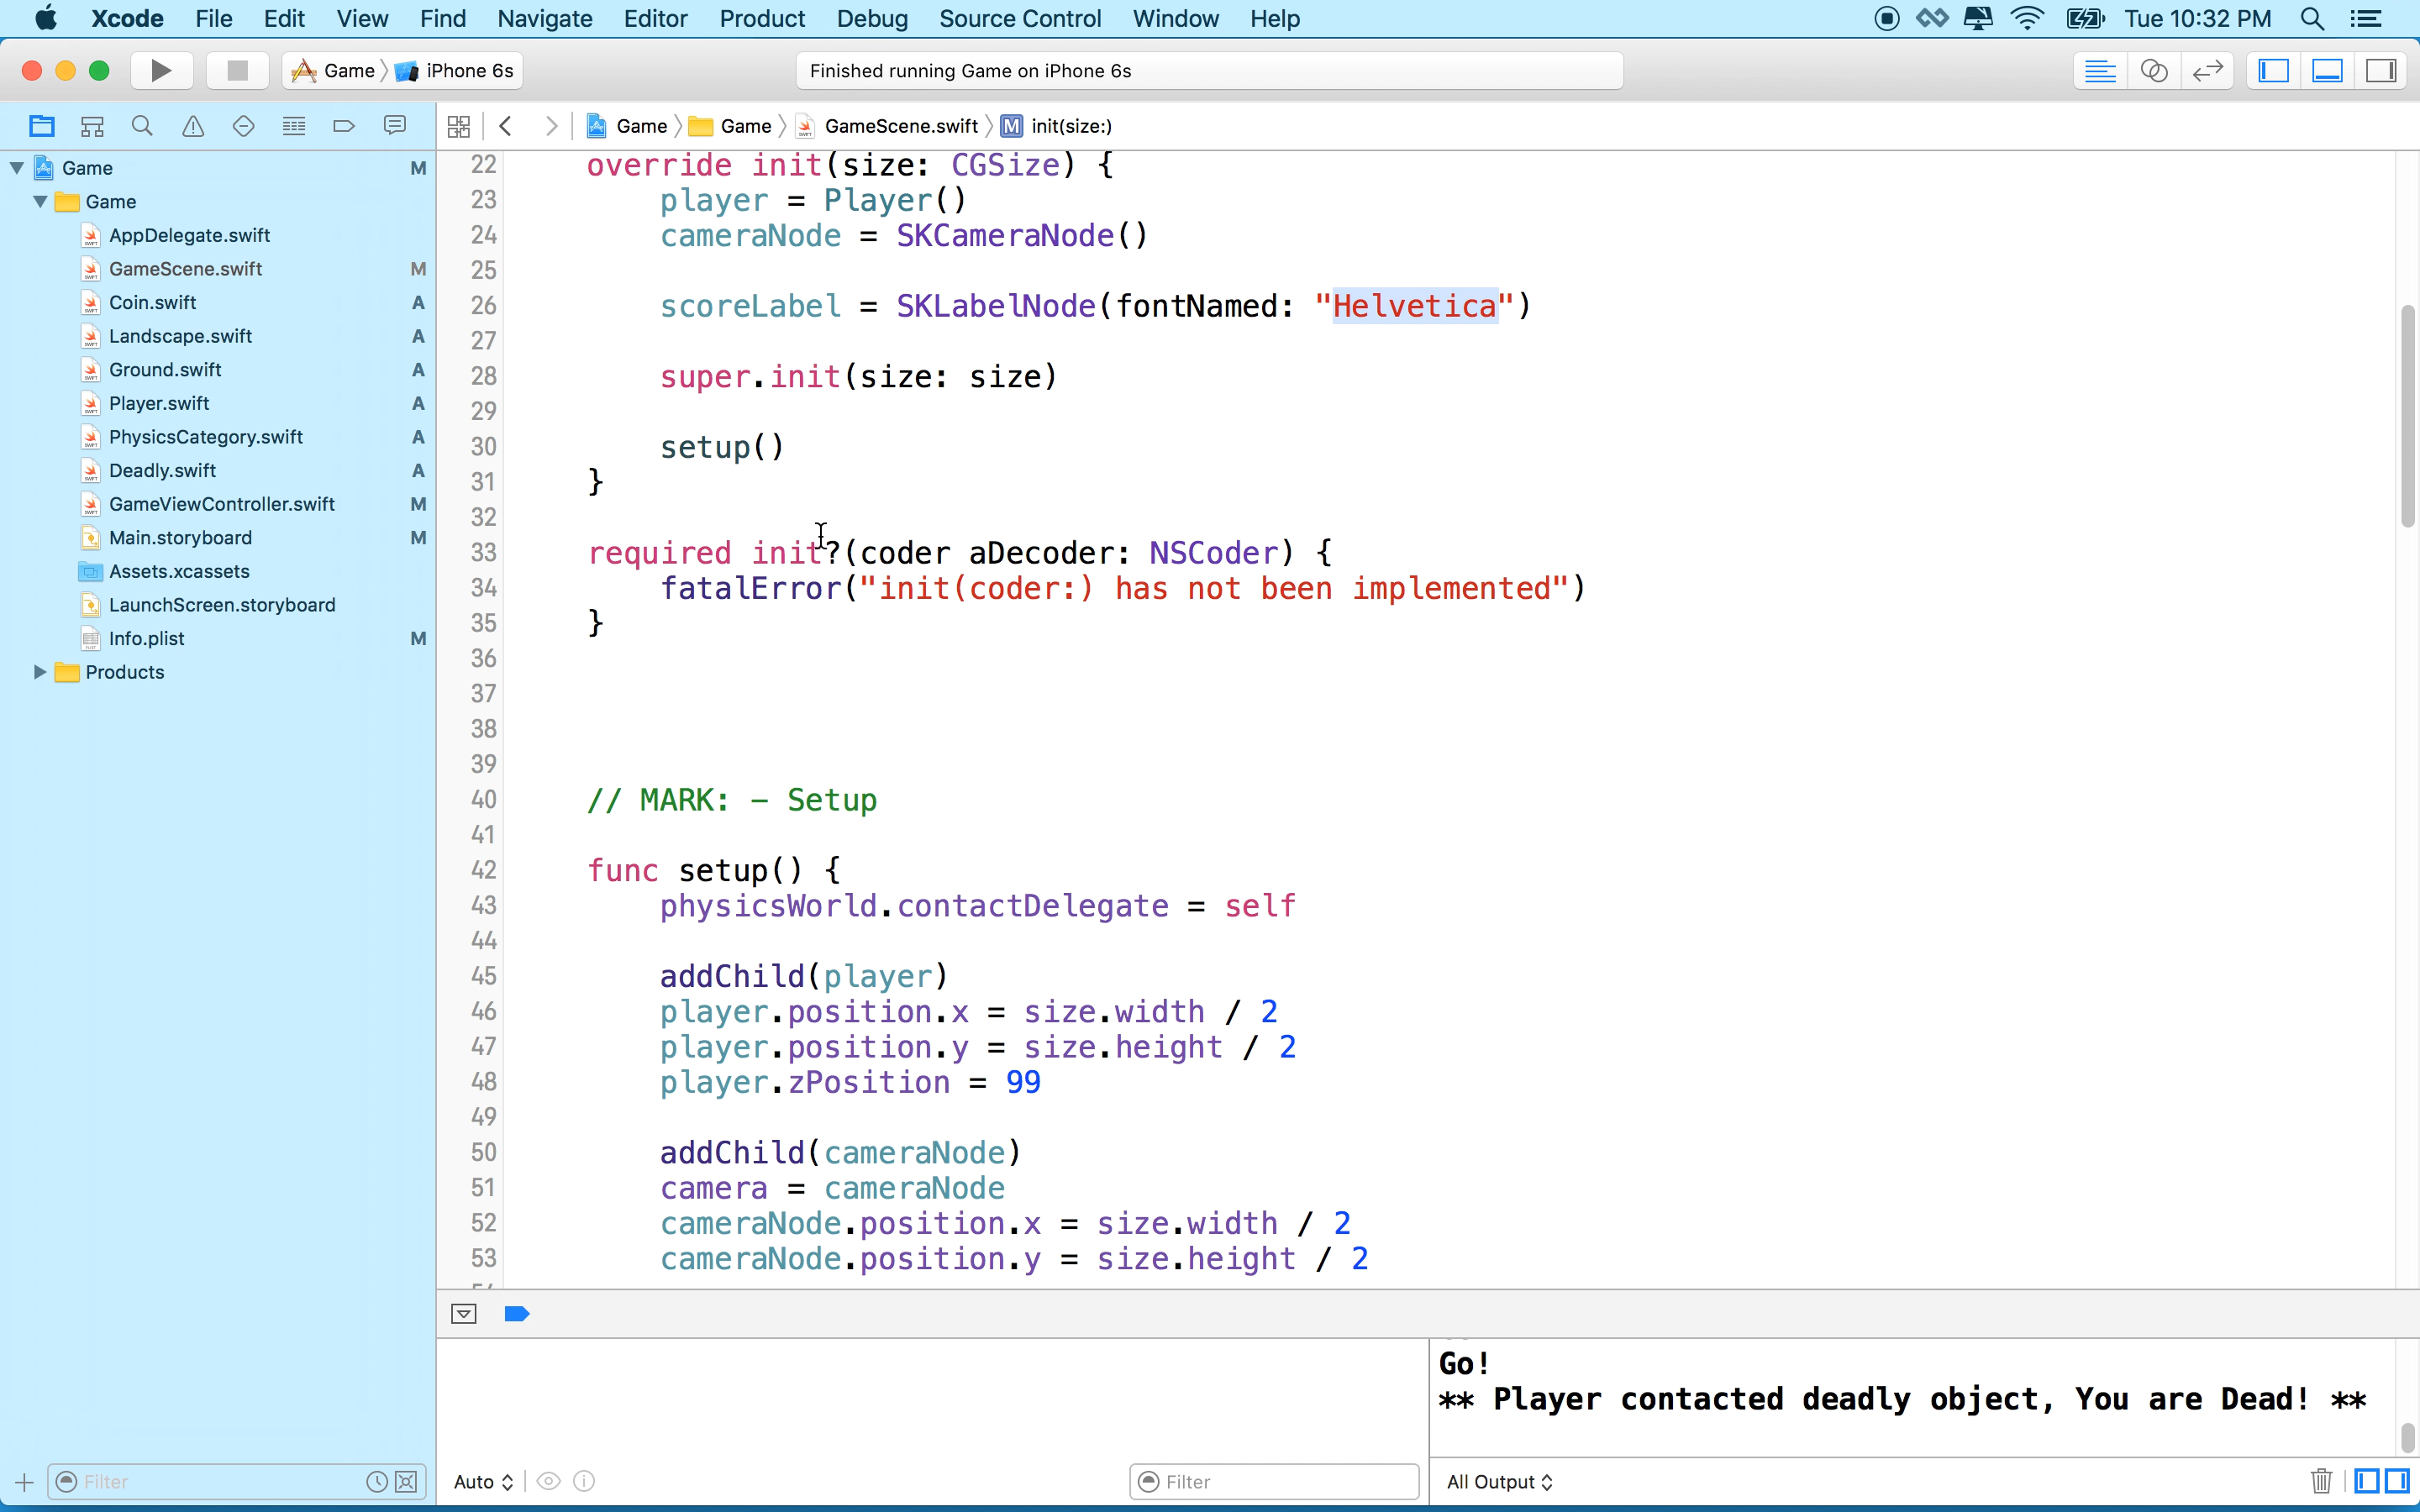 Xcode File Edit View Find Navigate Editor Product Debug Source Control Window Help Tue 10:32 PM
Game iPhone 6s Finished running Game on iPhone 6s
Game Game GameScene.swift M init(size:)
Game M
Game
AppDelegate.swift
GameScene.swift M
Coin.swift A
Landscape.swift A
Ground.swift A
Player.swift A
PhysicsCategory.swift A
Deadly.swift A
GameViewController.swift M
Main.storyboard M
Assets.xcassets
LaunchScreen.storyboard
Info.plist M
Products
Filter
22 override init(size: CGSize) {
23 player = Player()
24 cameraNode = SKCameraNode()
25
26 scoreLabel = SKLabelNode(fontNamed: "Helvetica")
27
28 super.init(size: size)
29
30 setup()
31 }
32
33 required init?(coder aDecoder: NSCoder) {
34 fatalError("init(coder:) has not been implemented")
35 }
36
37
38
39
40 // MARK: - Setup
41
42 func setup() {
43 physicsWorld.contactDelegate = self
44
45 addChild(player)
46 player.position.x = size.width / 2
47 player.position.y = size.height / 2
48 player.zPosition = 99
49
50 addChild(cameraNode)
51 camera = cameraNode
52 cameraNode.position.x = size.width / 2
53 cameraNode.position.y = size.height / 2
Auto Filter
Go!
** Player contacted deadly object, You are Dead! **
All Output